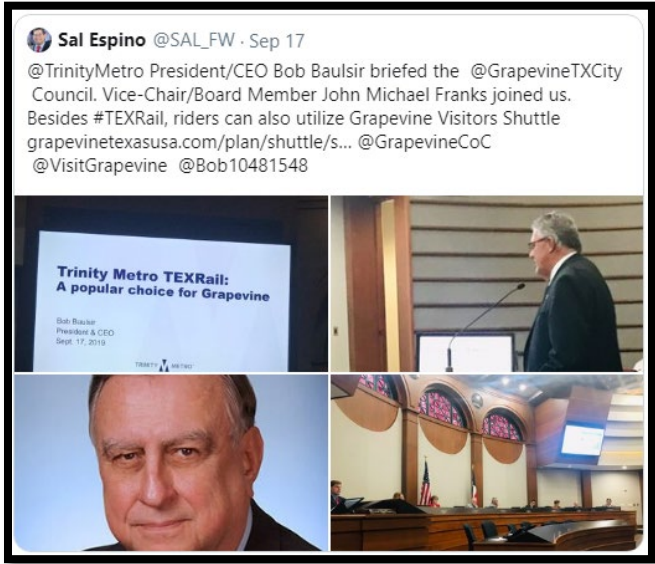 Sal Espino @SAL_FW · Sep 17
@TrinityMetro President/CEO Bob Baulsir briefed the @GrapevineTXCity
Council. Vice-Chair/Board Member John Michael Franks joined us.
Besides #TEXRail, riders can also utilize Grapevine Visitors Shuttle
grapevinetexasusa.com/plan/shuttle/s... @GrapevineCoC
@VisitGrapevine @Bob10481548
Trinity Metro TEXRail:
A popular choice for Grapevine
Bob Baulsir
President & CEO
Sept. 17, 2019
TRINITY METRO